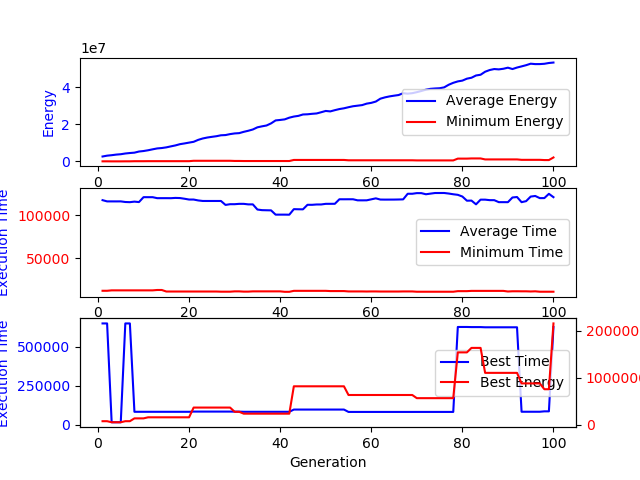 1e7
Energy
4
2
0
Average Energy
Minimum Energy
0 20 40 60 80 100
Execution Time
100000
50000
Average Time
Minimum Time
0 20 40 60 80 100
Execution Time
500000
250000
0
Best Time
Best Energy
2000000
1000000
0
0 20 40 60 80 100
Generation